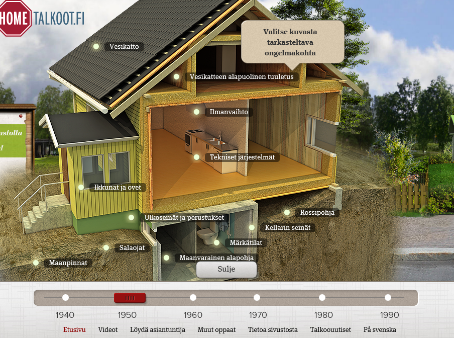 HOME TALKOOT.FI
Valitse kuvasta
tarkasteltava
ongelmakohta
Vesikatto
Vesikatteen alapuolinen tuuletus
Ilmanvaihto
Tekniset järjestelmät
Ikkunat ja ovet
Ulkoseinät ja perustukset
Rossipohja
Kellarin seinät
Märkätilat
Salaojat
Maanvarainen alapohja
Maanpinnat
Sulje
1940 1950 1960 1970 1980 1990
Etusivu Videot Löydä asiantuntija Muut oppaat Tietoa sivustosta Talkoouutiset På svenska